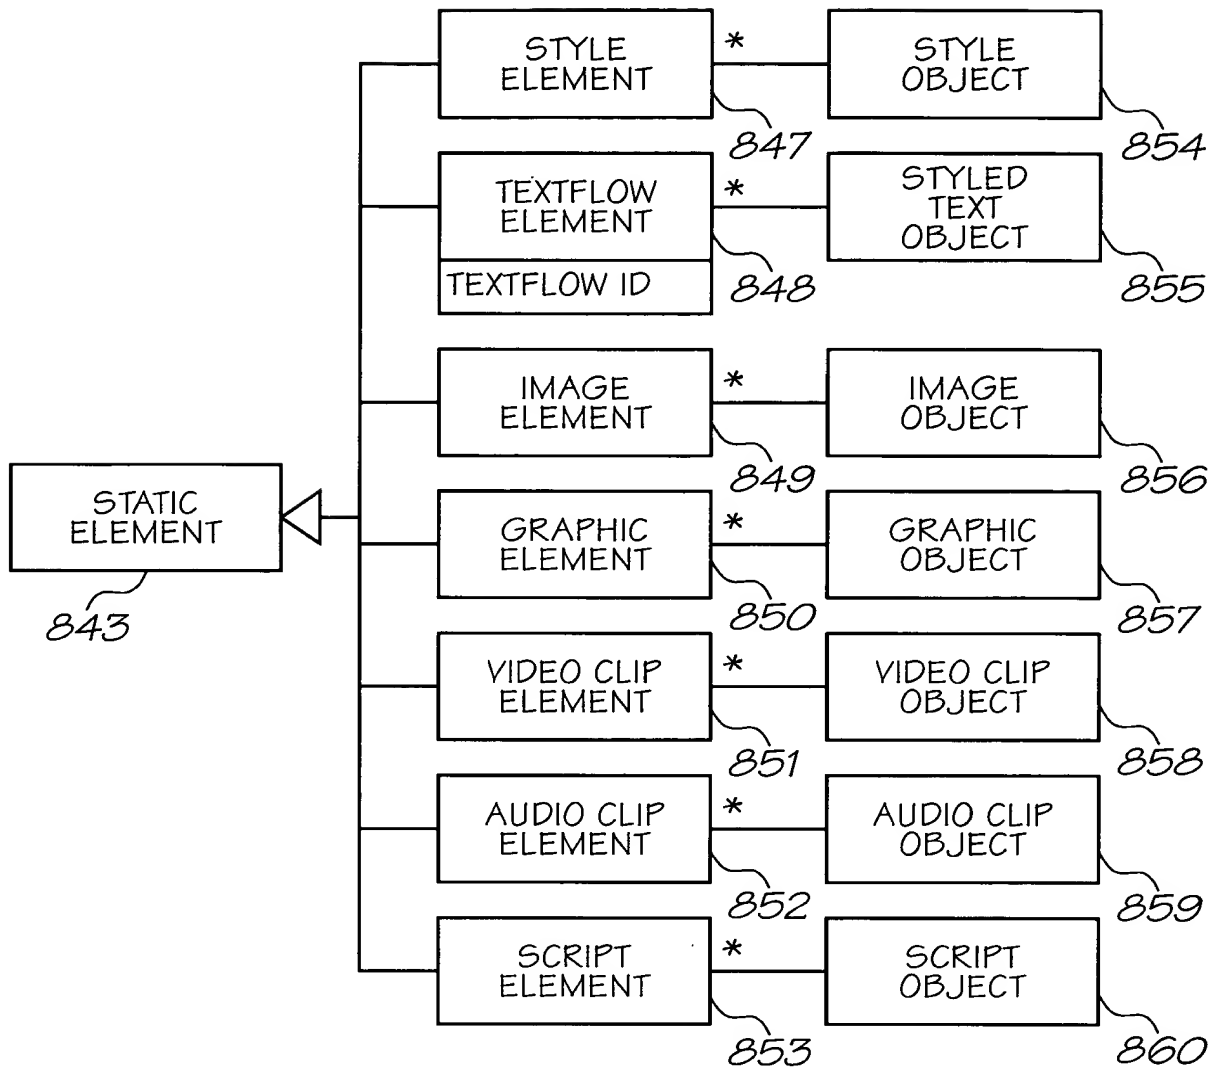 STYLE
ELEMENT
*
STYLE
OBJECT
847
854
TEXTFLOW
ELEMENT
*
STYLED
TEXT
OBJECT
TEXTFLOW ID
848
855
IMAGE
ELEMENT
*
IMAGE
OBJECT
849
856
STATIC
ELEMENT
843
GRAPHIC
ELEMENT
*
GRAPHIC
OBJECT
850
857
VIDEO CLIP
ELEMENT
*
VIDEO CLIP
OBJECT
851
858
AUDIO CLIP
ELEMENT
*
AUDIO CLIP
OBJECT
852
859
SCRIPT
ELEMENT
*
SCRIPT
OBJECT
853
860